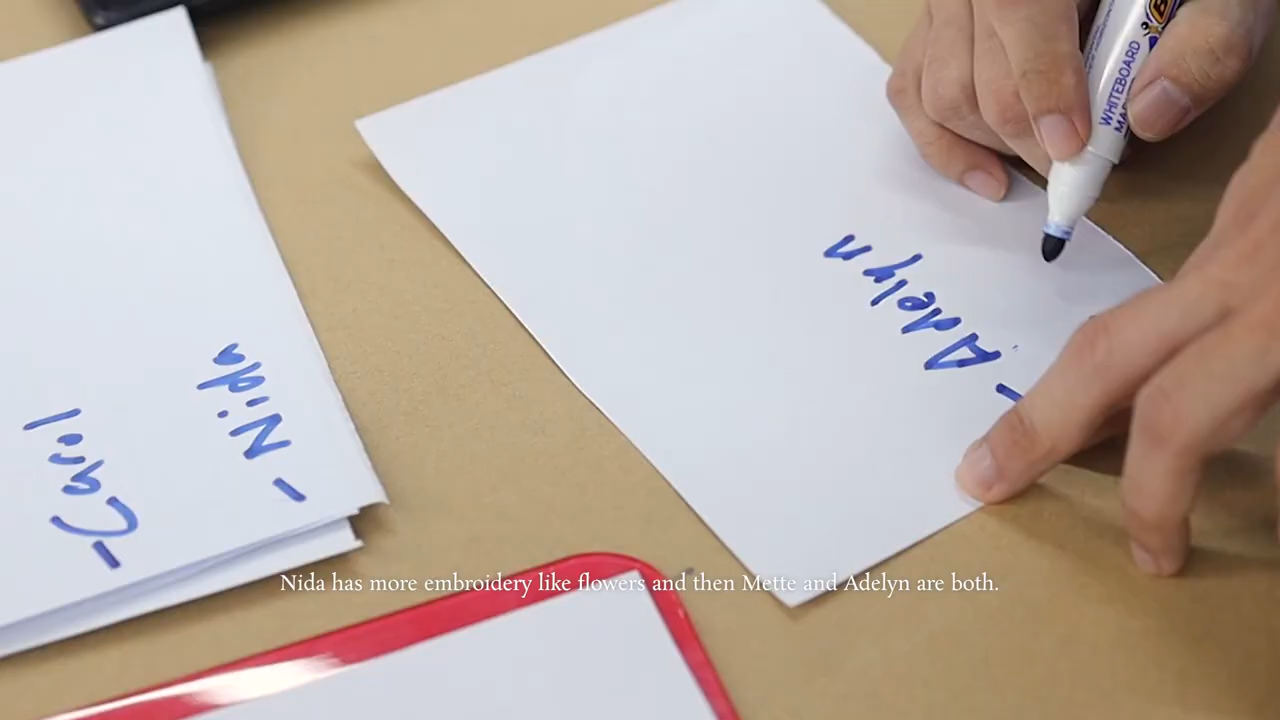 - Carol
- Nida
- Adelyn
WHITEBOARD
Nida has more embroidery like flowers and then Mette and Adelyn are both.